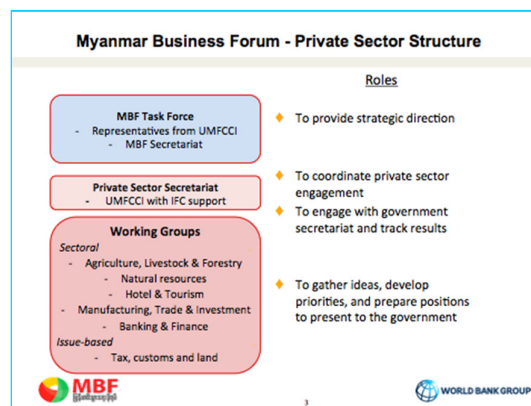 Myanmar Business Forum - Private Sector Structure
Roles
MBF Task Force
- Representatives from UMFCCI
- MBF Secretariat
♦ To provide strategic direction
Private Sector Secretariat
- UMFCCI with IFC support
♦ To coordinate private sector
engagement
♦ To engage with government
secretariat and track results
Working Groups
Sectoral
- Agriculture, Livestock & Forestry
- Natural resources
- Hotel & Tourism
- Manufacturing, Trade & Investment
- Banking & Finance
Issue-based
- Tax, customs and land
♦ To gather ideas, develop
priorities, and prepare positions
to present to the government
MBF
3
WORLD BANK GROUP